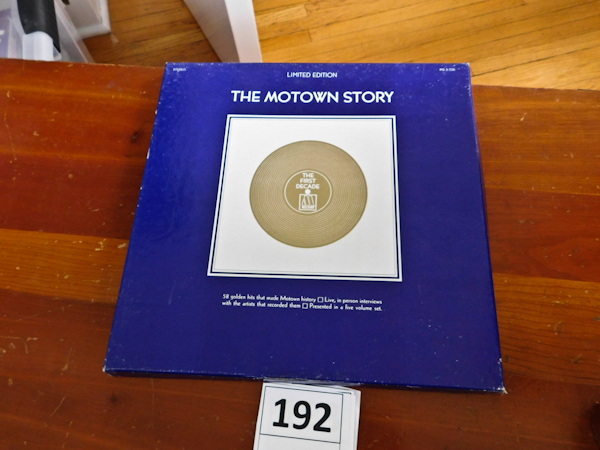 STEREO
LIMITED EDITION
THE MOTOWN STORY
THE
FIRST
DECADE
58 golden hits that made Motown history □ Live, in person interviews
with the artists that recorded them □ Presented in a five volume set.
192